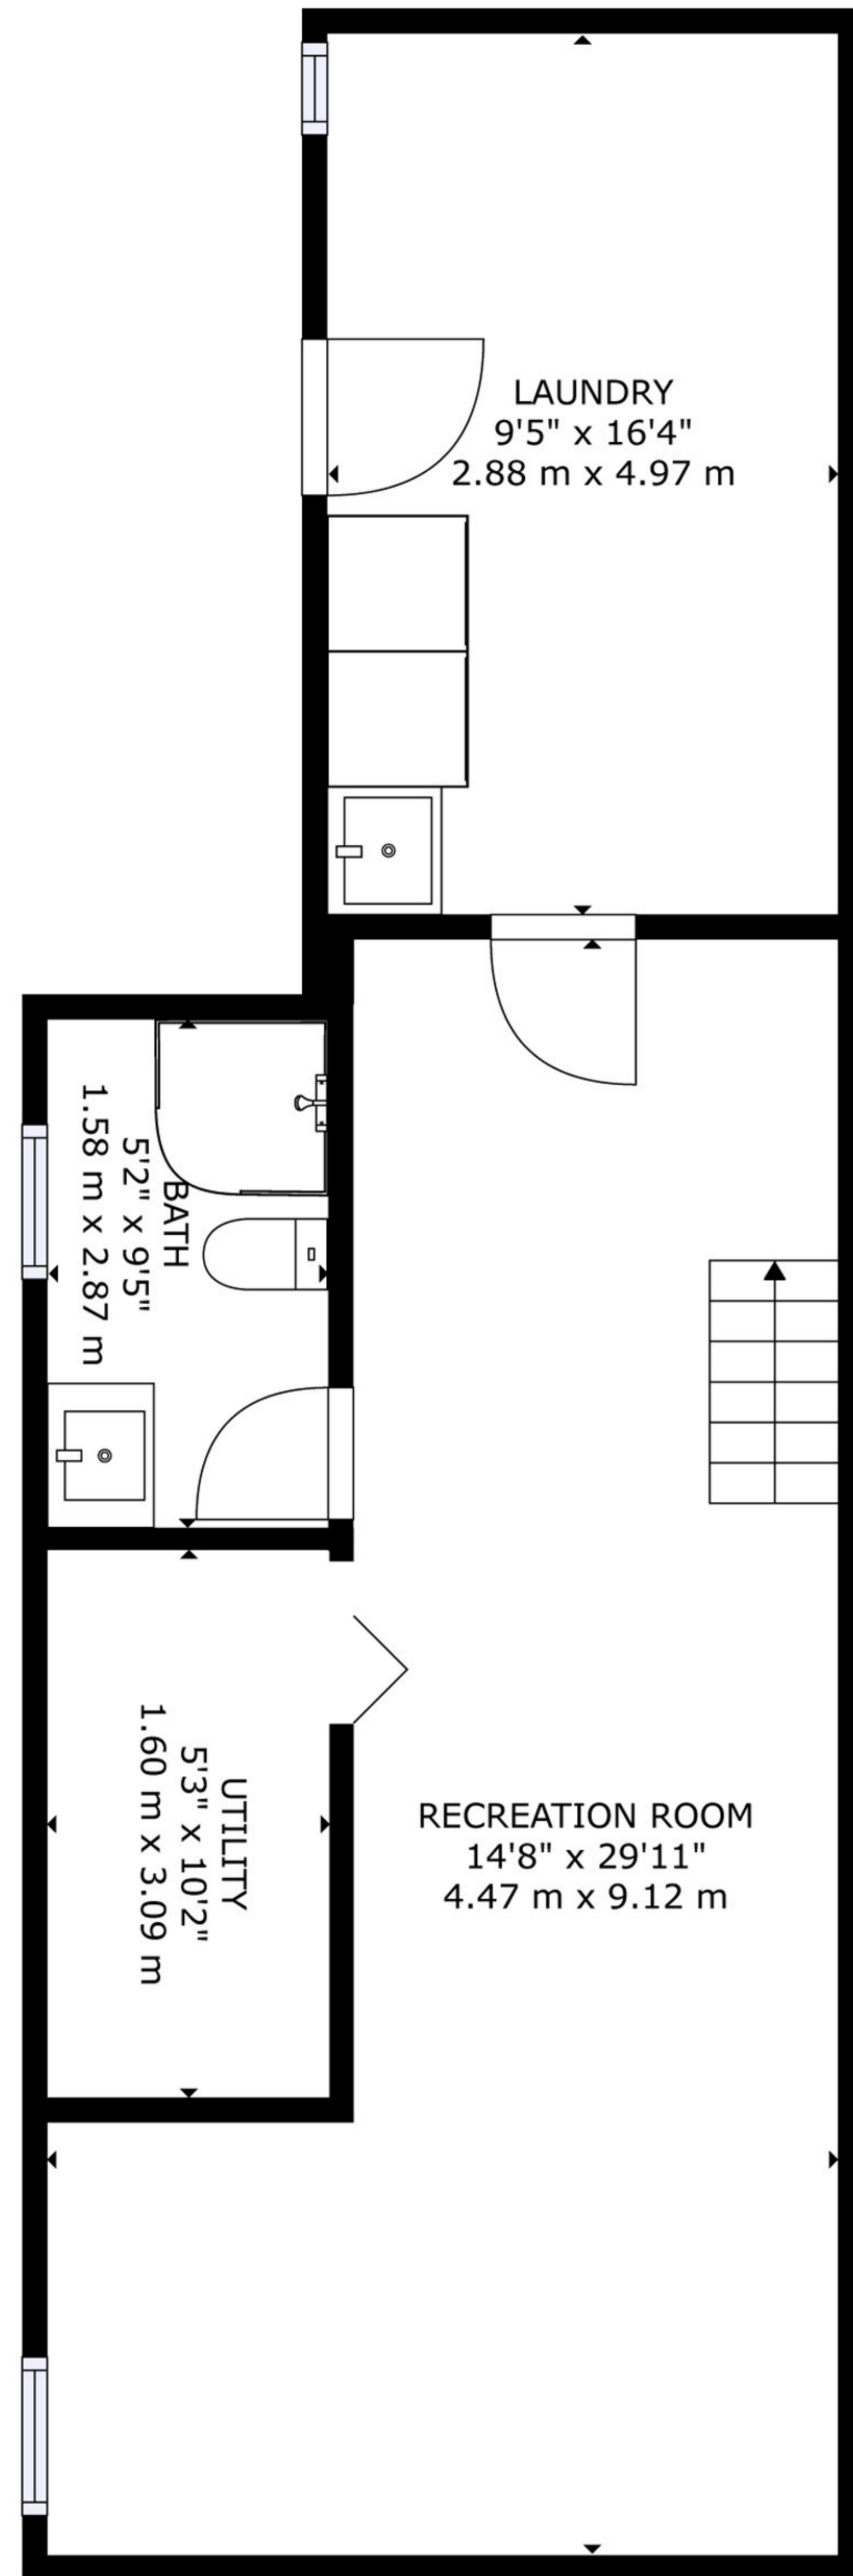 LAUNDRY
9'5" x 16'4"
2.88 m x 4.97 m
BATH
5'2" x 9'5"
1.58 m x 2.87 m
UTILITY
5'3" x 10'2"
1.60 m x 3.09 m
RECREATION ROOM
14'8" x 29'11"
4.47 m x 9.12 m